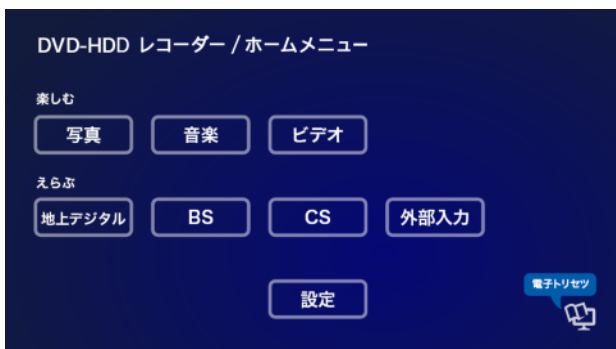 DVD-HDD レコーダー / ホームメニュー
楽しむ
写真 音楽 ビデオ
えらぶ
地上デジタル BS CS 外部入力
設定
電子トリセツ